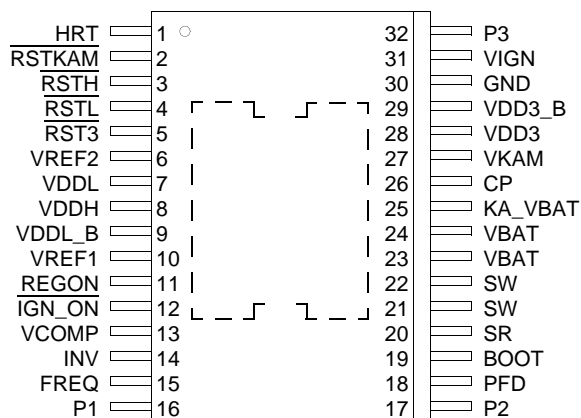 HRT 1 32 P3
RSTKAM 2 31 VIGN
RSTH 3 30 GND
RSTL 4 29 VDD3_B
RST3 5 28 VDD3
VREF2 6 27 VKAM
VDDL 7 26 CP
VDDH 8 25 KA_VBAT
VDDL_B 9 24 VBAT
VREF1 10 23 VBAT
REGON 11 22 SW
IGN_ON 12 21 SW
VCOMP 13 20 SR
INV 14 19 BOOT
FREQ 15 18 PFD
P1 16 17 P2